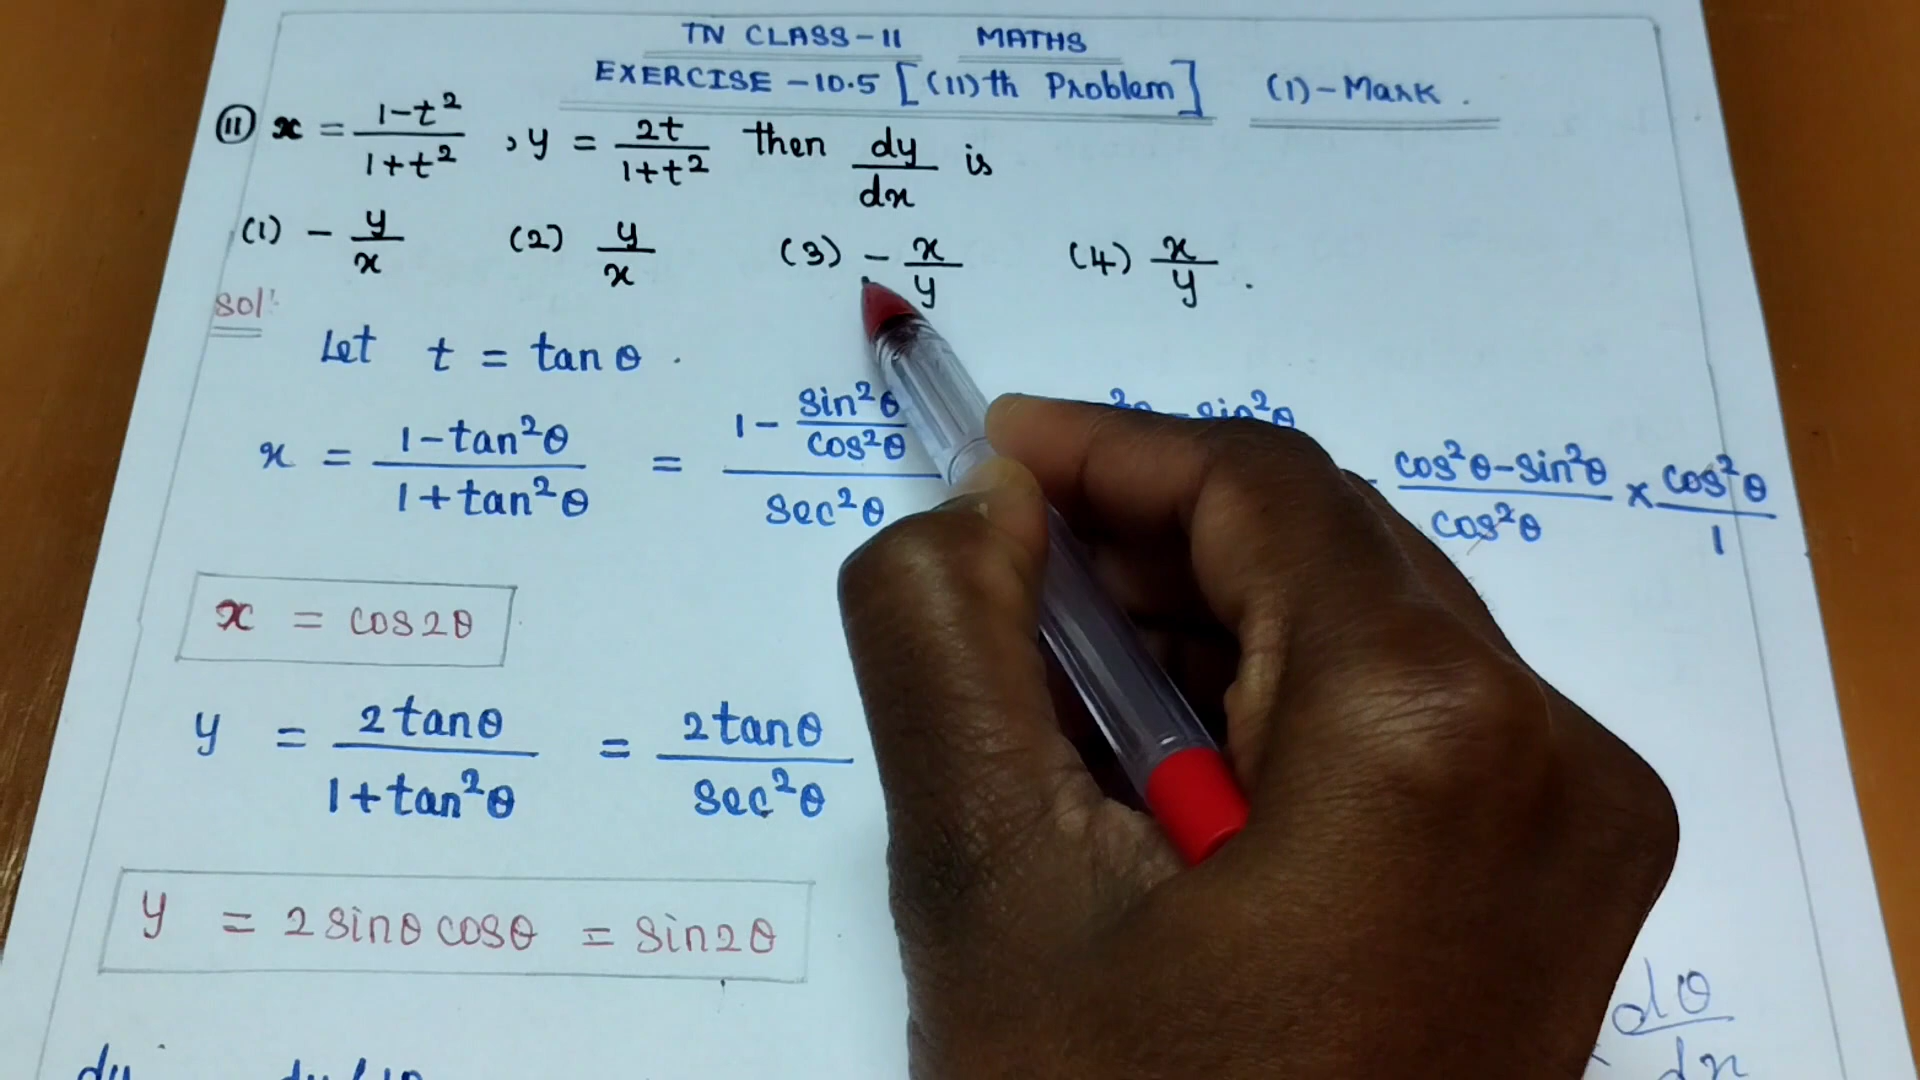 TN CLASS-11 MATHS
EXERCISE -10.5 [(11)th Problem] (1)-Mark.
(11) x = (1-t²)/(1+t²), y = 2t/(1+t²) then dy/dx is
(1) - y/x (2) y/x (3) - x/y (4) x/y.
Sol:
Let t = tanθ.
x = (1-tan²θ)/(1+tan²θ) = (1 - sin²θ/cos²θ)/sec²θ (cos²θ-sin²θ)/cos²θ × cos²θ/1
x = cos2θ
y = 2tanθ/(1+tan²θ) = 2tanθ/sec²θ
y = 2sinθcosθ = sin2θ
dθ/dx